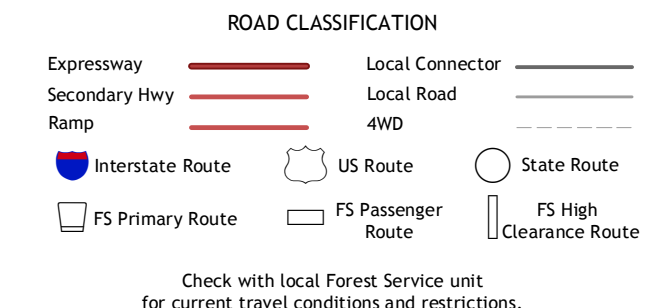 ROAD CLASSIFICATION
Expressway
Local Connector
Secondary Hwy
Local Road
Ramp
4WD
Interstate Route
US Route
State Route
FS Primary Route
FS Passenger
Route
FS High
Clearance Route
Check with local Forest Service unit
for current travel conditions and restrictions.